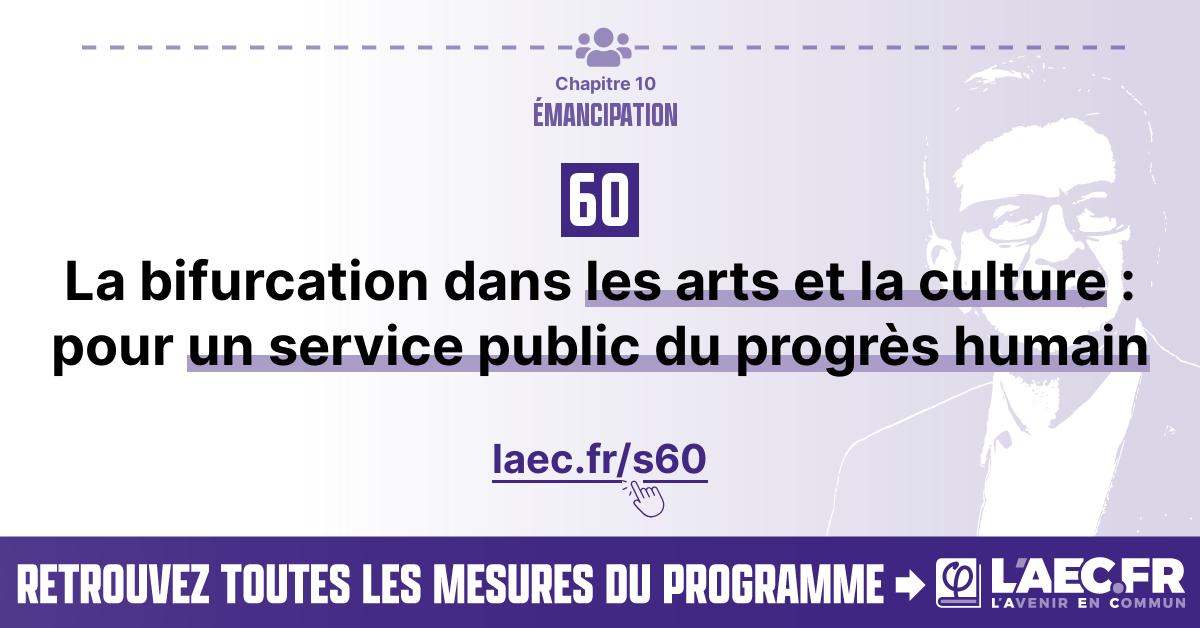 Chapitre 10
ÉMANCIPATION
60
La bifurcation dans les arts et la culture :
pour un service public du progrès humain
laec.fr/s60
RETROUVEZ TOUTES LES MESURES DU PROGRAMME
φ
L'AEC.FR
L'AVENIR EN COMMUN